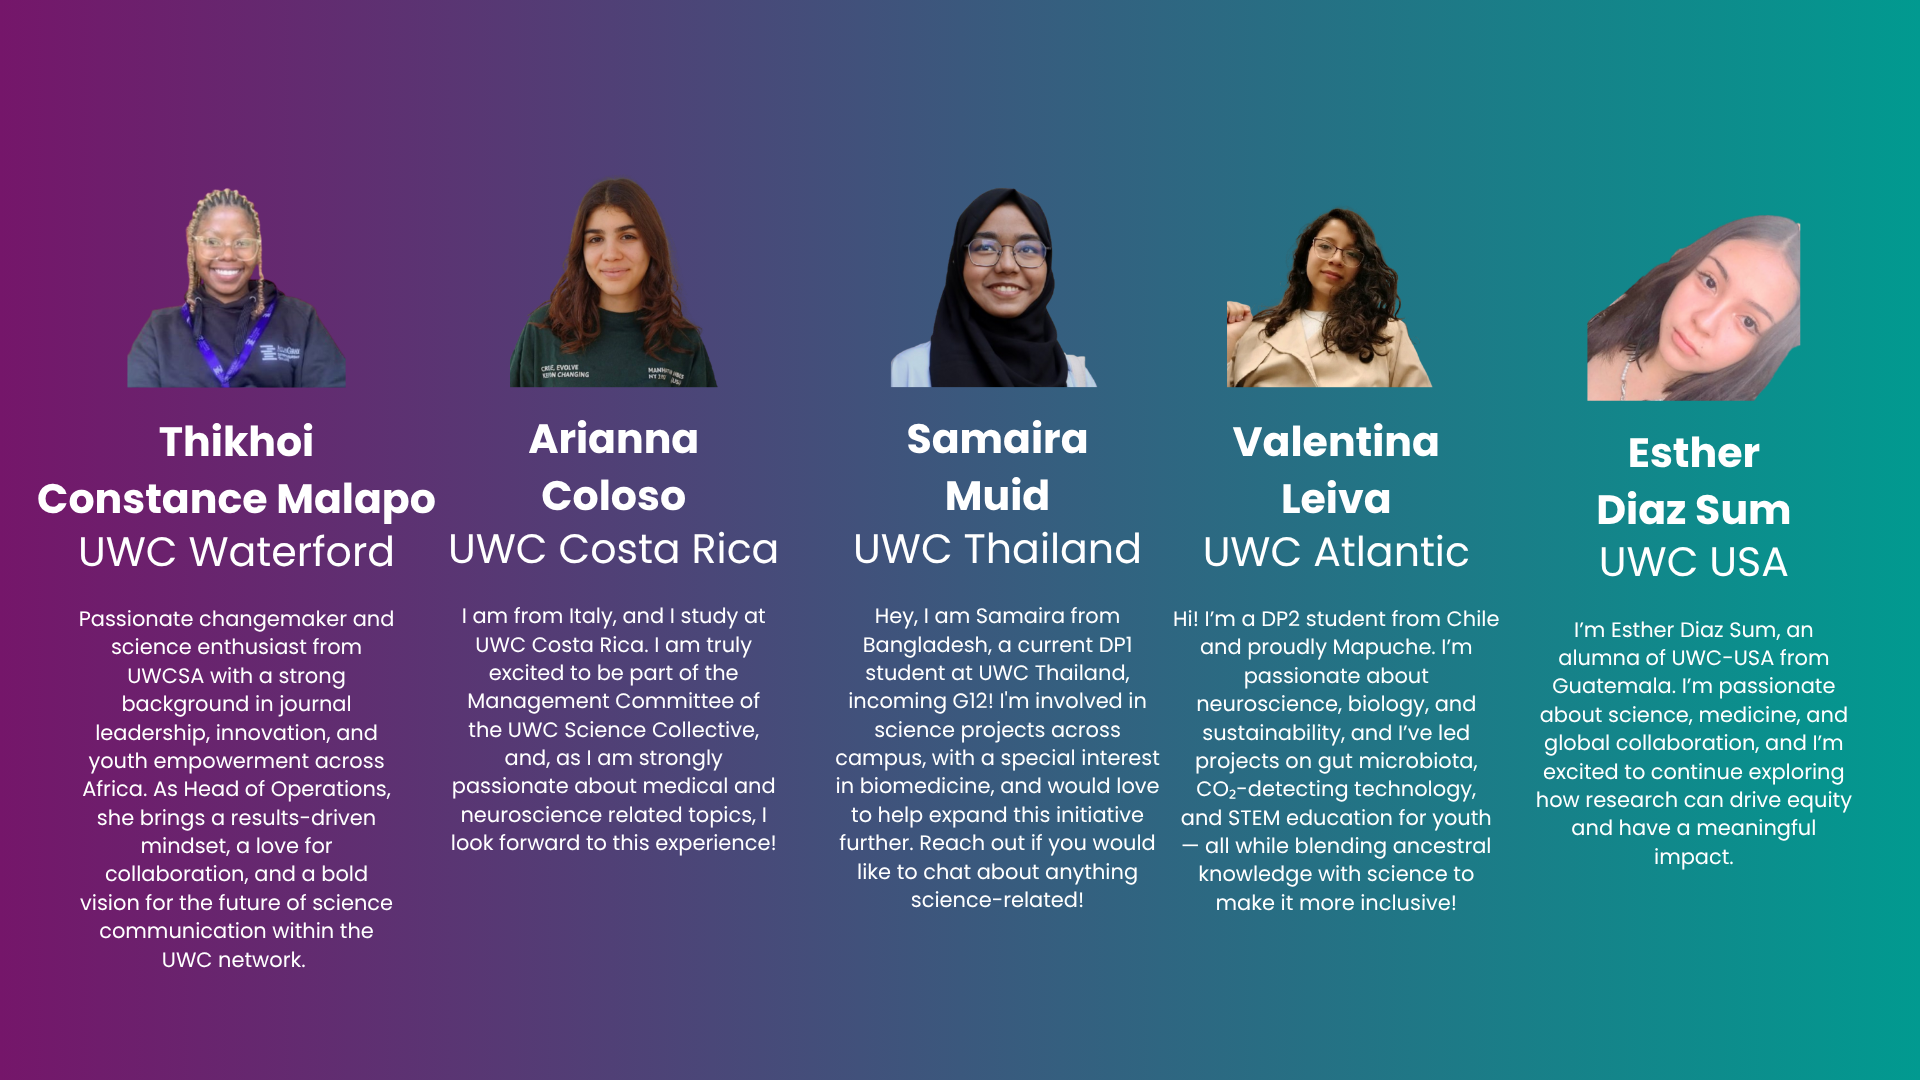 Thikhoi
Constance Malapo
UWC Waterford
Passionate changemaker and
science enthusiast from
UWCSA with a strong
background in journal
leadership, innovation, and
youth empowerment across
Africa. As Head of Operations,
she brings a results-driven
mindset, a love for
collaboration, and a bold
vision for the future of science
communication within the
UWC network.
Arianna
Coloso
UWC Costa Rica
I am from Italy, and I study at
UWC Costa Rica. I am truly
excited to be part of the
Management Committee of
the UWC Science Collective,
and, as I am strongly
passionate about medical and
neuroscience related topics, I
look forward to this experience!
Samaira
Muid
UWC Thailand
Hey, I am Samaira from
Bangladesh, a current DP1
student at UWC Thailand,
incoming G12! I'm involved in
science projects across
campus, with a special interest
in biomedicine, and would love
to help expand this initiative
further. Reach out if you would
like to chat about anything
science-related!
Valentina
Leiva
UWC Atlantic
Hi! I’m a DP2 student from Chile
and proudly Mapuche. I’m
passionate about
neuroscience, biology, and
sustainability, and I’ve led
projects on gut microbiota,
CO₂-detecting technology,
and STEM education for youth
— all while blending ancestral
knowledge with science to
make it more inclusive!
Esther
Diaz Sum
UWC USA
I’m Esther Diaz Sum, an
alumna of UWC-USA from
Guatemala. I’m passionate
about science, medicine, and
global collaboration, and I’m
excited to continue exploring
how research can drive equity
and have a meaningful
impact.
EVOLVE
CHANGING